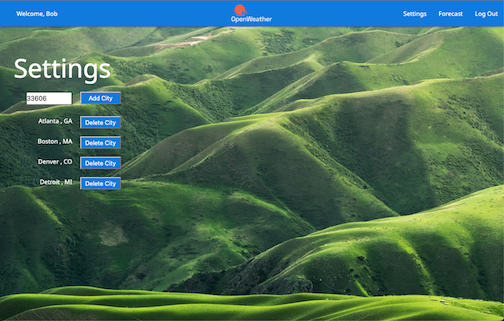 Welcome, Bob
OpenWeather
Settings
Forecast
Log Out
Settings
33606
Add City
Atlanta , GA
Delete City
Boston , MA
Delete City
Denver , CO
Delete City
Detroit , MI
Delete City